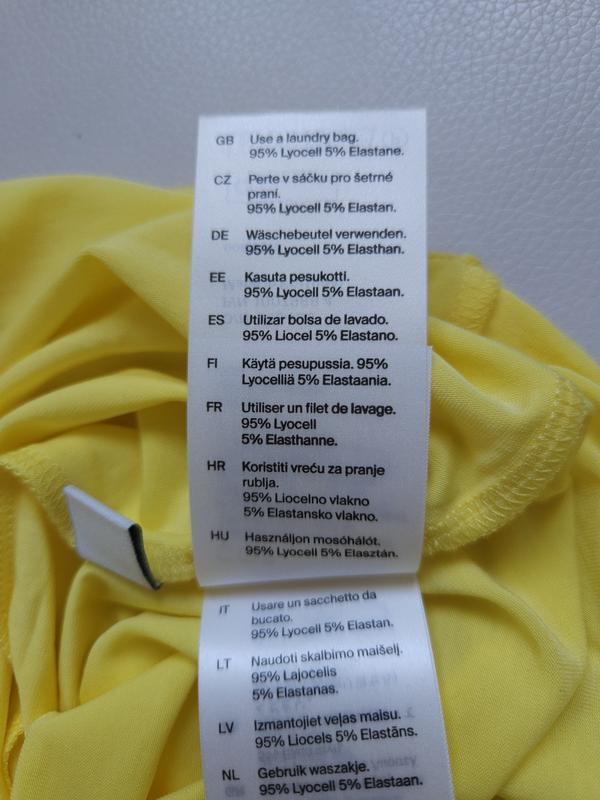 GB Use a laundry bag.
95% Lyocell 5% Elastane.
CZ Perte v sáčku pro šetrné
praní.
95% Lyocell 5% Elastan.
DE Wäschebeutel verwenden.
95% Lyocell 5% Elasthan.
EE Kasuta pesukotti.
95% Lyocell 5% Elastaan.
ES Utilizar bolsa de lavado.
95% Liocel 5% Elastano.
FI Käytä pesupussia. 95%
Lyocelliä 5% Elastaania.
FR Utiliser un filet de lavage.
95% Lyocell
5% Elasthanne.
HR Koristiti vreću za pranje
rublja.
95% Liocelno vlakno
5% Elastansko vlakno.
HU Használjon mosóhálót.
95% Lyocell 5% Elasztán.
IT Usare un sacchetto da
bucato.
95% Lyocell 5% Elastan.
LT Naudoti skalbimo maišelį.
95% Lajocelis
5% Elastanas.
LV Izmantojiet veļas maisu.
95% Liocels 5% Elastāns.
NL Gebruik waszakje.
95% Lyocell 5% Elastaan.